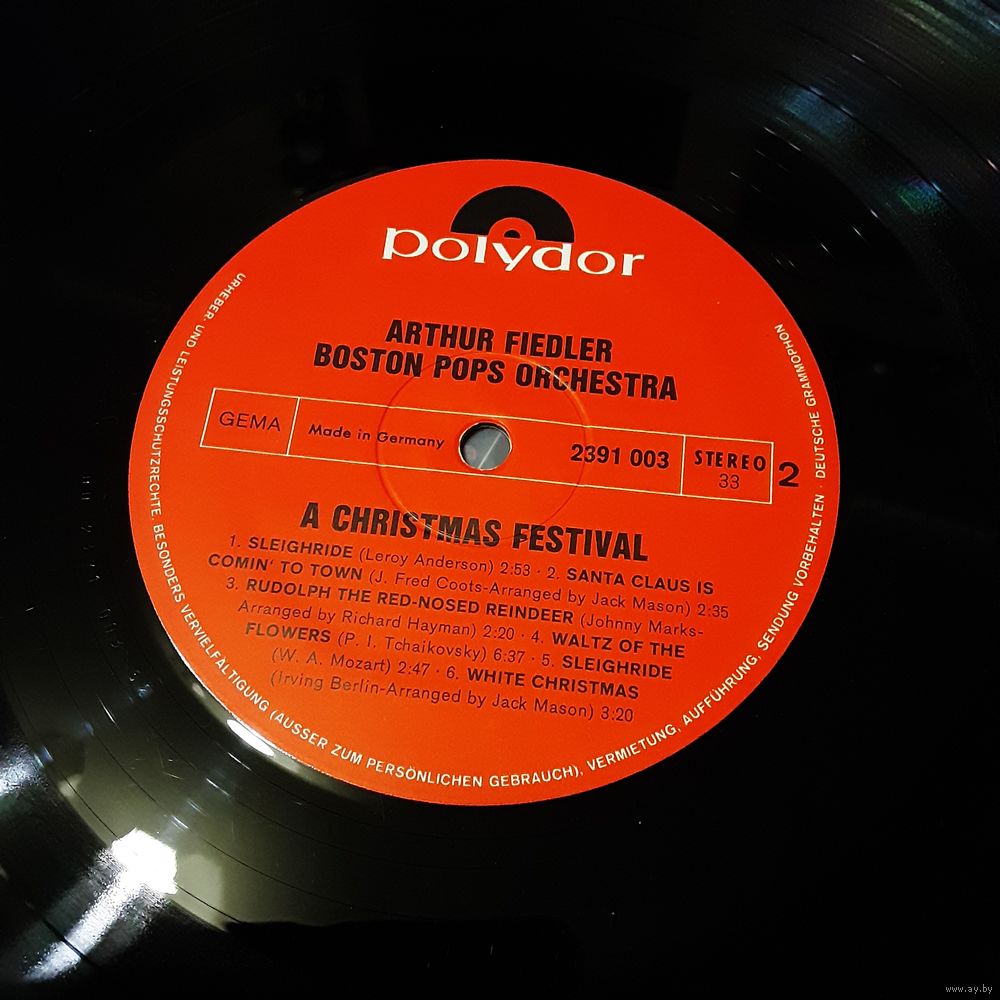 polydor
ARTHUR FIEDLER
BOSTON POPS ORCHESTRA
GEMA
Made in Germany
2391 003
STEREO
33
2
A CHRISTMAS FESTIVAL
1. SLEIGHRIDE (Leroy Anderson) 2:53 · 2. SANTA CLAUS IS
COMIN' TO TOWN (J. Fred Coots-Arranged by Jack Mason) 2:35
3. RUDOLPH THE RED-NOSED REINDEER (Johnny Marks-
Arranged by Richard Hayman) 2:20 · 4. WALTZ OF THE
FLOWERS (P. I. Tchaikovsky) 6:37 · 5. SLEIGHRIDE
(W. A. Mozart) 2:47 · 6. WHITE CHRISTMAS
(Irving Berlin-Arranged by Jack Mason) 3:20
URHEBER- UND LEISTUNGSSCHUTZRECHTE, BESONDERS VERVIELFÄLTIGUNG (AUSSER ZUM PERSÖNLICHEN GEBRAUCH), VERMIETUNG, AUFFÜHRUNG, SENDUNG VORBEHALTEN · DEUTSCHE GRAMMOPHON
www.ay.by